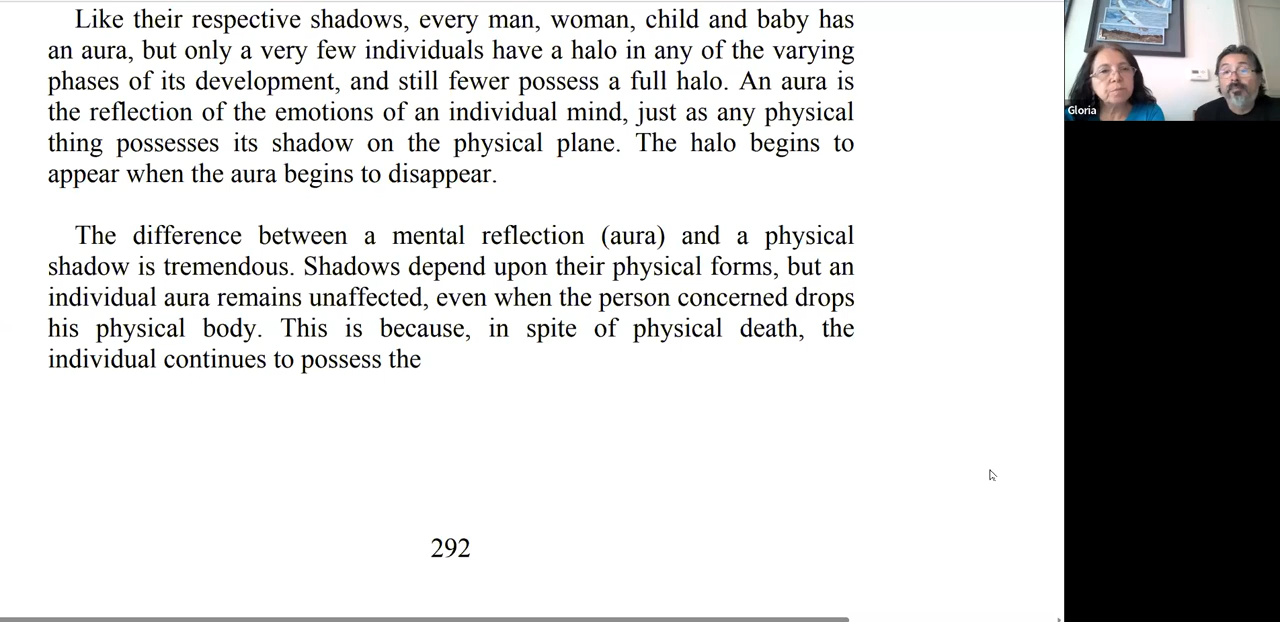 Like their respective shadows, every man, woman, child and baby has
an aura, but only a very few individuals have a halo in any of the varying
phases of its development, and still fewer possess a full halo. An aura is
the reflection of the emotions of an individual mind, just as any physical
thing possesses its shadow on the physical plane. The halo begins to
appear when the aura begins to disappear.
The difference between a mental reflection (aura) and a physical
shadow is tremendous. Shadows depend upon their physical forms, but an
individual aura remains unaffected, even when the person concerned drops
his physical body. This is because, in spite of physical death, the
individual continues to possess the
292
Gloria